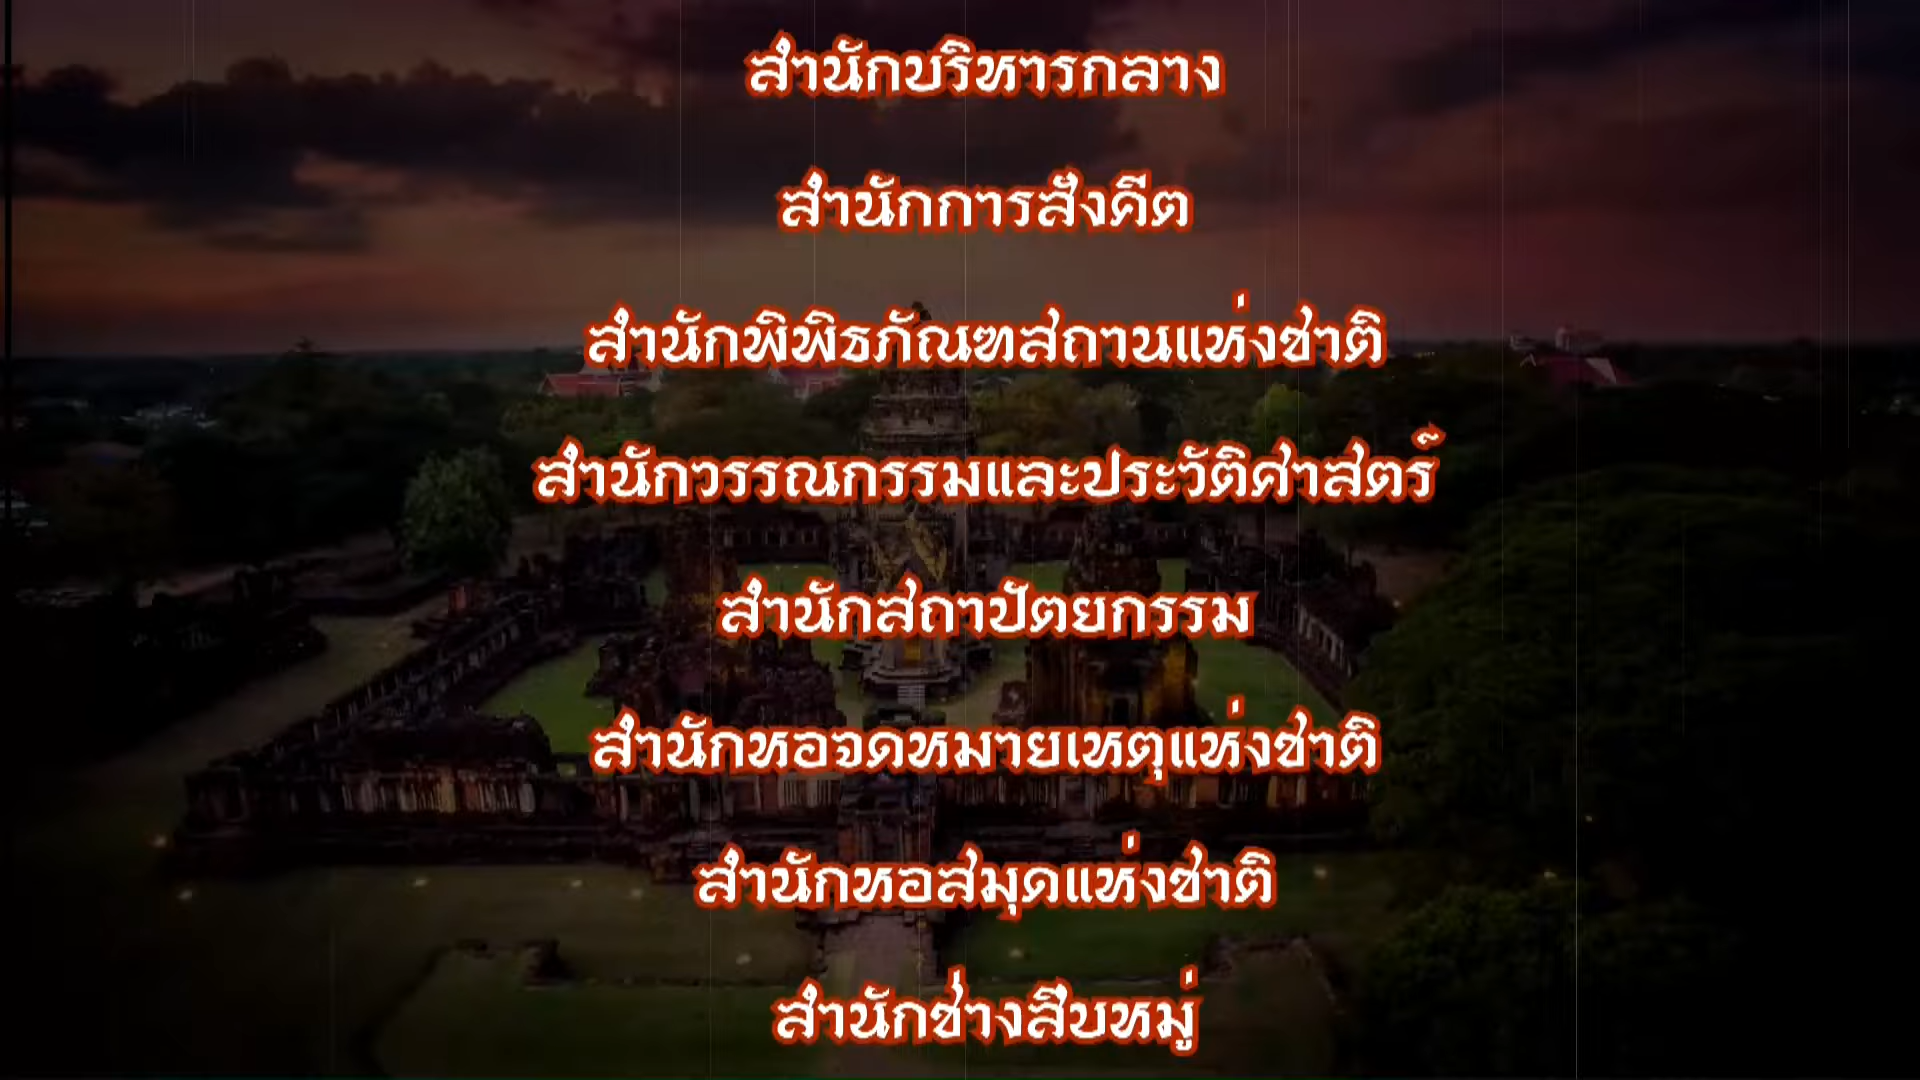 สำนักบริหารกลาง
สำนักการสังคีต
สำนักพิพิธภัณฑสถานแห่งชาติ
สำนักวรรณกรรมและประวัติศาสตร์
สำนักสถาปัตยกรรม
สำนักหอจดหมายเหตุแห่งชาติ
สำนักหอสมุดแห่งชาติ
สำนักช่างสิบหมู่